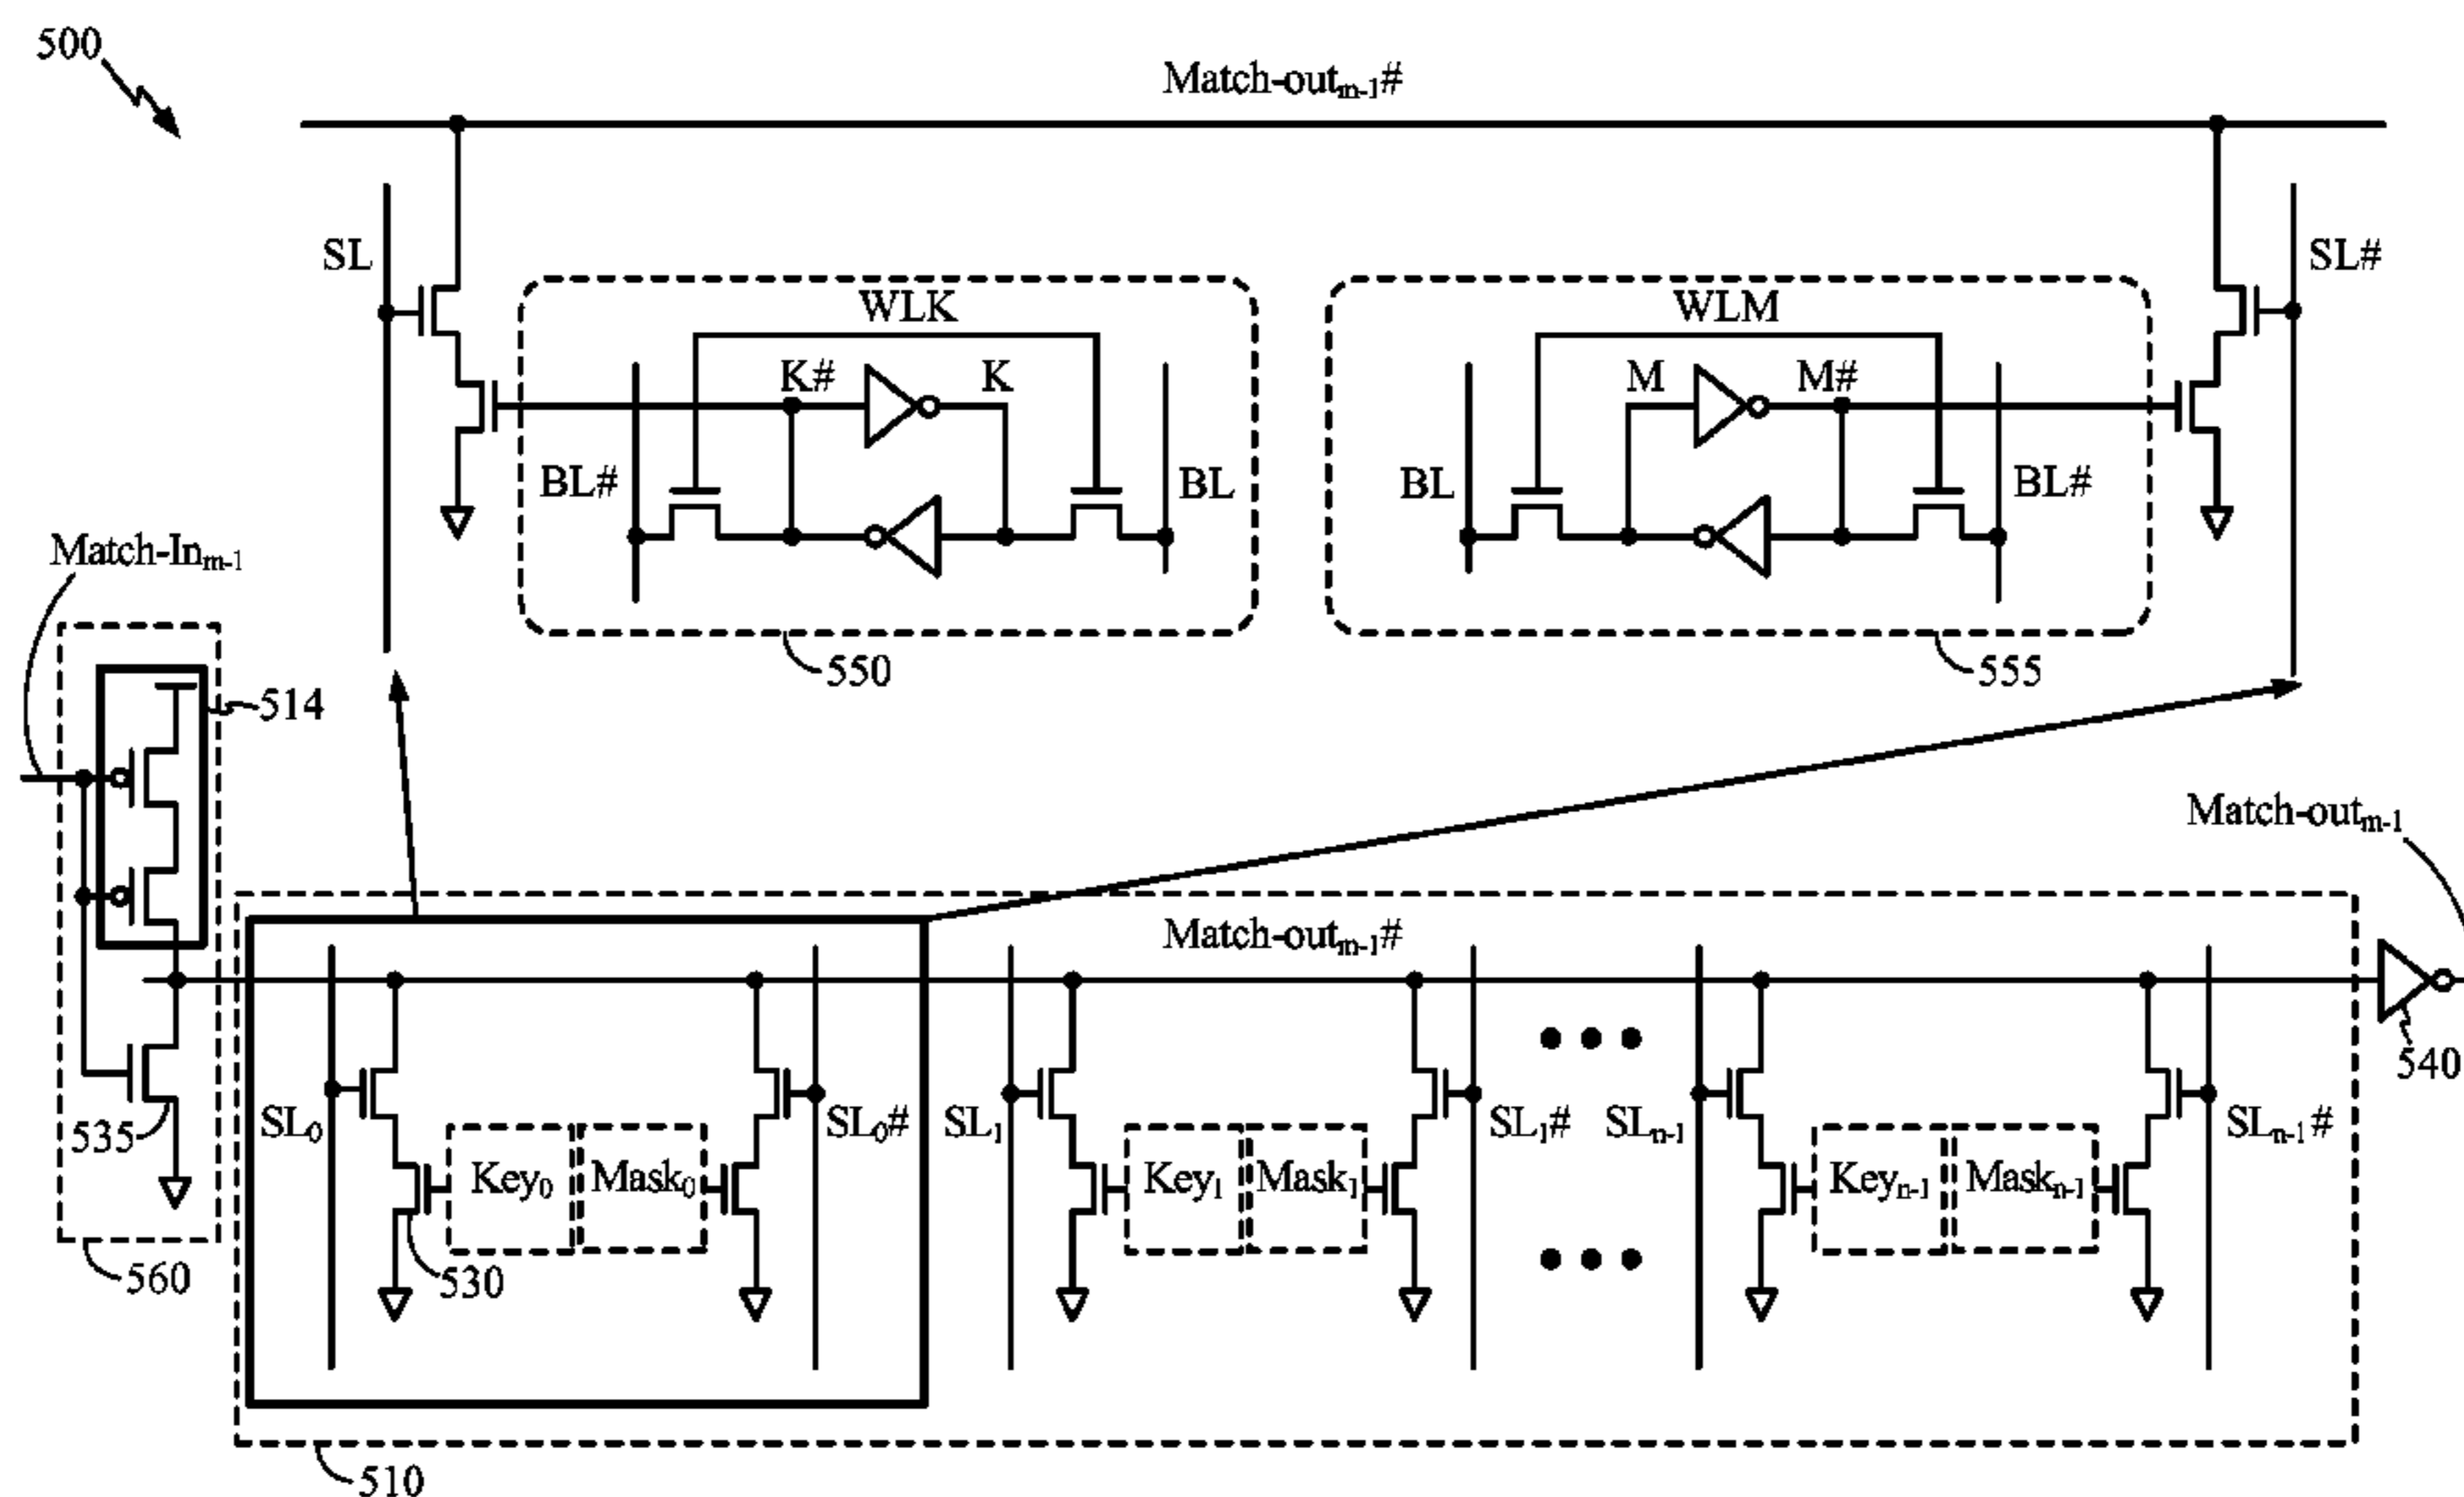 500
Match-outm-1#
SL
SL#
WLK
WLM
K#
K
M
M#
BL#
BL
BL
BL#
Match-Inm-1
550
555
514
Match-outm-1
Match-outm-1#
540
535
SL0
SL0#
SL1
SL1#
SLn-1
SLn-1#
Key0
Mask0
Key1
Mask1
Keyn-1
Maskn-1
560
530
510